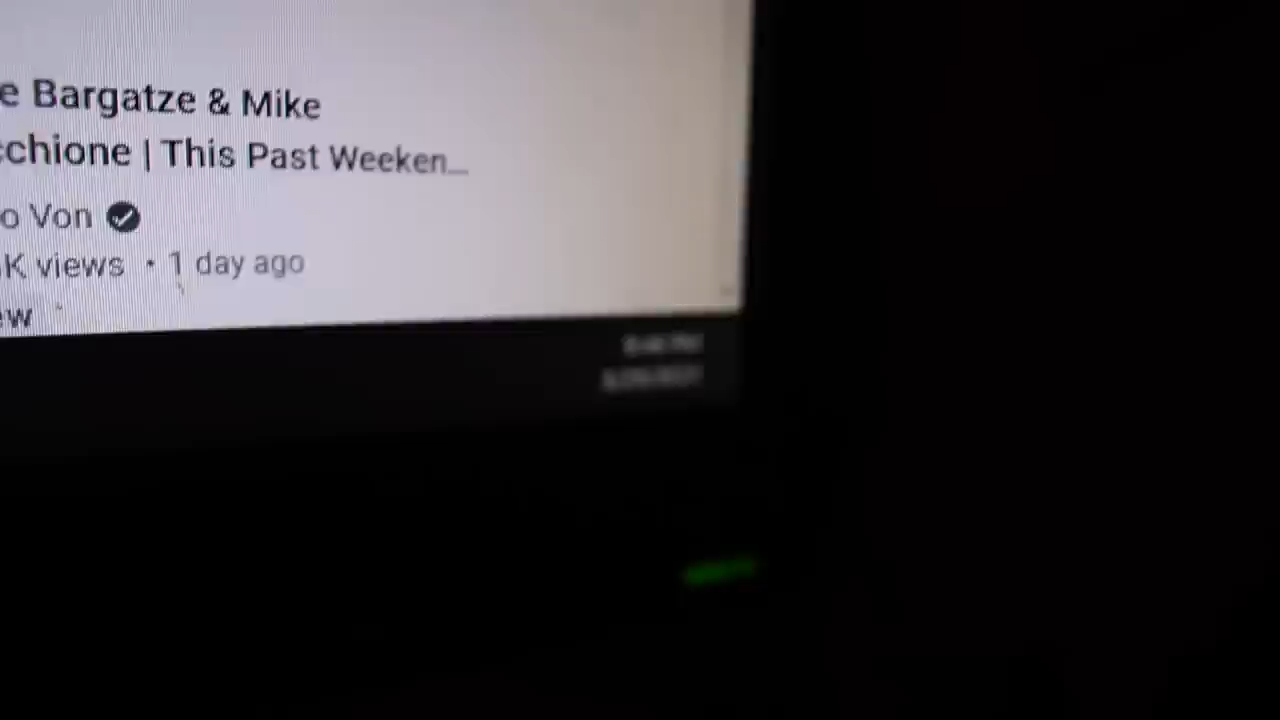 e Bargatze & Mike
cchione | This Past Weeken...
o Von
K views • 1 day ago
ew